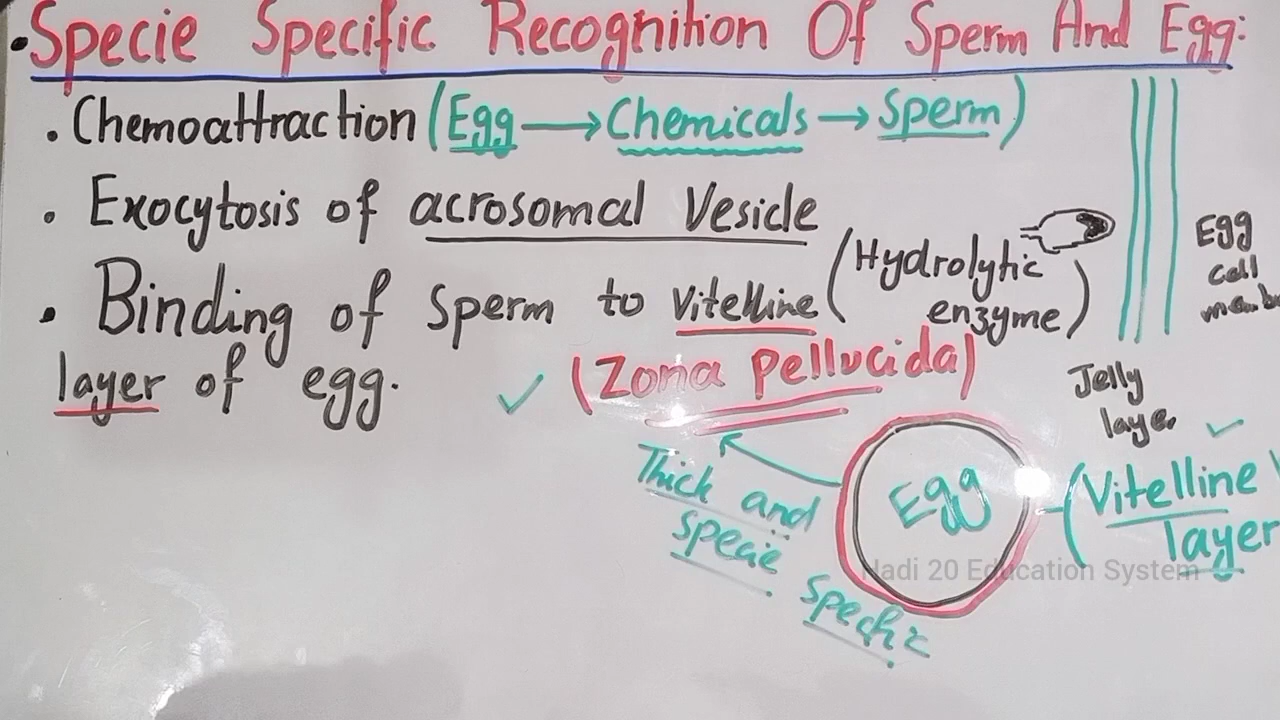 •Specie Specific Recognition Of Sperm And Egg:
• Chemoattraction (Egg → Chemicals → Sperm)
• Exocytosis of acrosomal Vesicle
(Hydrolytic
enzyme)
• Binding of Sperm to Vitelline
layer of egg.
(Zona Pellucida)
Egg
Cell
Jelly
layer
Thick and
Specie
Specific
Egg
(Vitelline
layer
Hadi 20 Education System